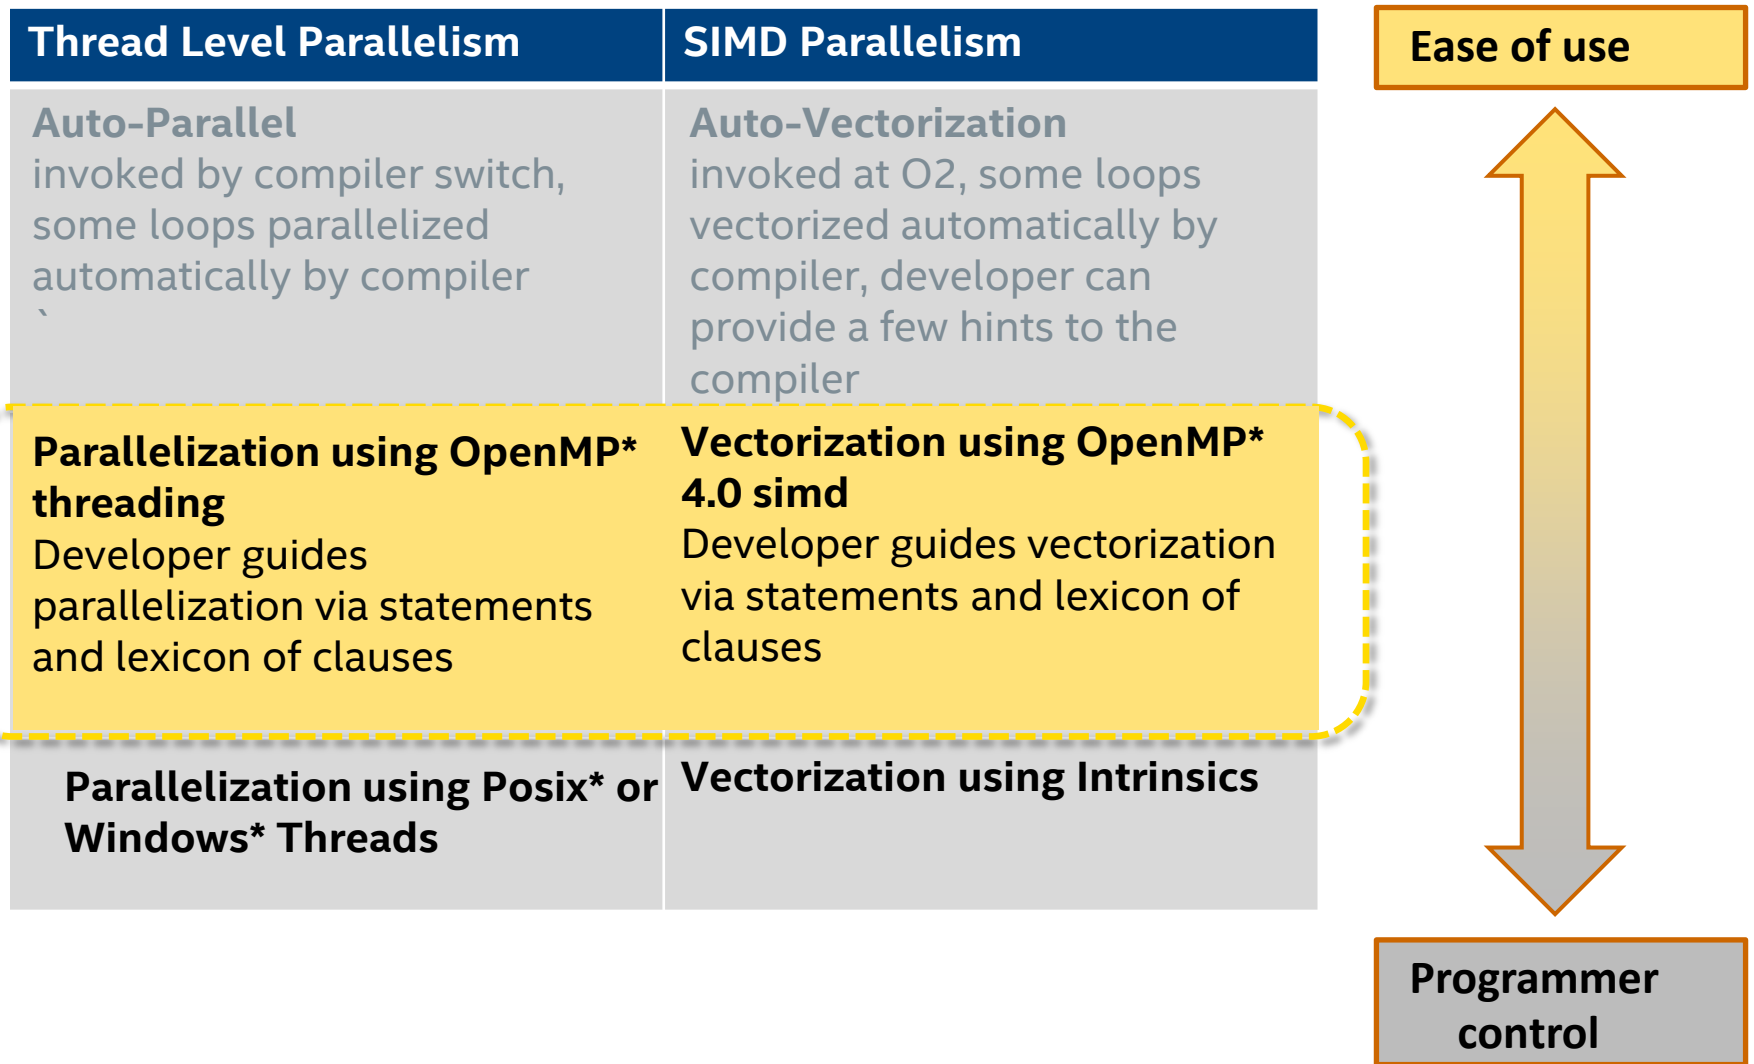 Thread Level Parallelism
SIMD Parallelism
Ease of use
Auto-Parallel
invoked by compiler switch,
some loops parallelized
automatically by compiler
`
Auto-Vectorization
invoked at O2, some loops
vectorized automatically by
compiler, developer can
provide a few hints to the
compiler
Parallelization using OpenMP*
threading
Developer guides
parallelization via statements
and lexicon of clauses
Vectorization using OpenMP*
4.0 simd
Developer guides vectorization
via statements and lexicon of
clauses
Parallelization using Posix* or
Windows* Threads
Vectorization using Intrinsics
Programmer
control